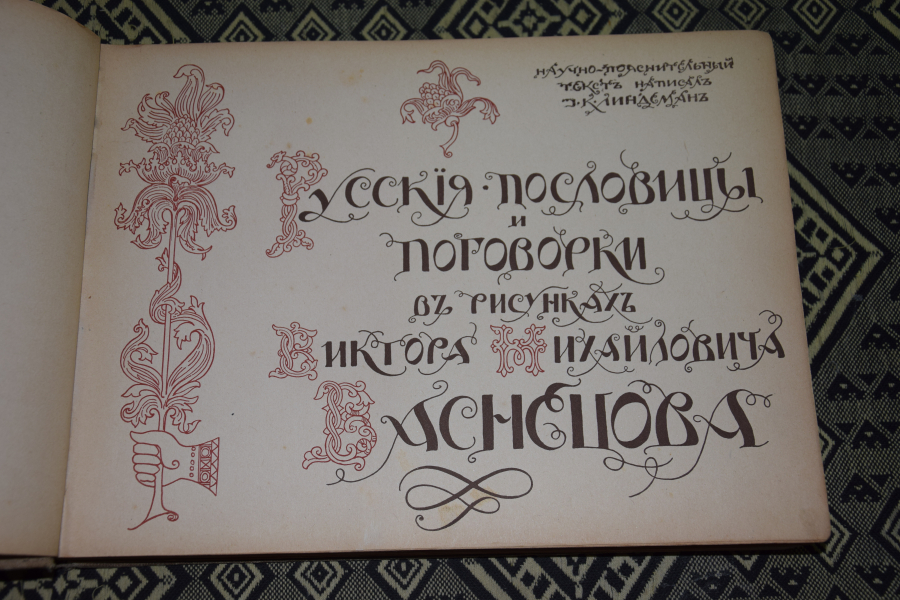 НАУЧНО-ПОЯСНИТЕЛЬНЫЙ
ТЕКСТЪ НАПИСАЛЪ
І. К. ЛИНДЕМАНЪ
РУССКІЯ · ПОСЛОВИЦЫ
И
ПОГОВОРКИ
ВЪ РИСУНКАХЪ
ВИКТОРА МИХАЙЛОВИЧА
ВАСНЕЦОВА